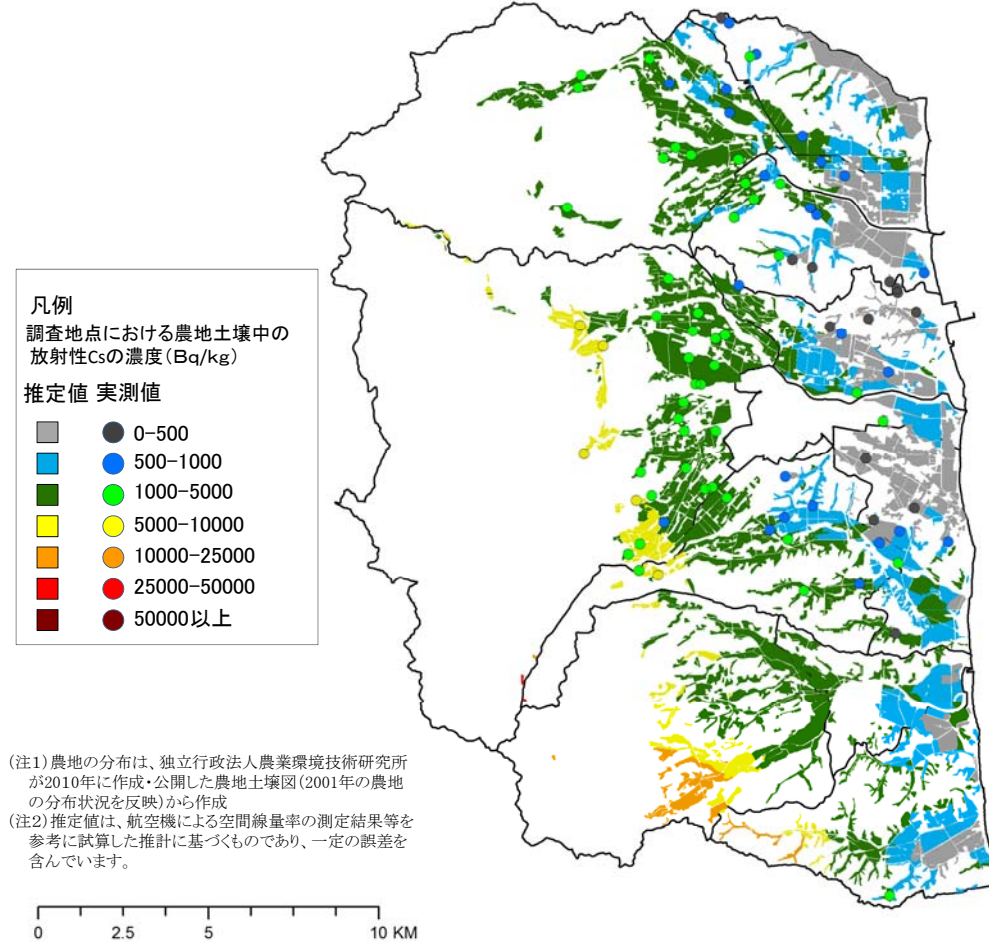 凡例
調査地点における農地土壌中の
放射性Csの濃度(Bq/kg)
推定値 実測値
0-500
500-1000
1000-5000
5000-10000
10000-25000
25000-50000
50000以上
(注1)農地の分布は、独立行政法人農業環境技術研究所
が2010年に作成・公開した農地土壌図(2001年の農地
の分布状況を反映)から作成
(注2)推定値は、航空機による空間線量率の測定結果等を
参考に試算した推計に基づくものであり、一定の誤差を
含んでいます。
0 2.5 5 10 KM